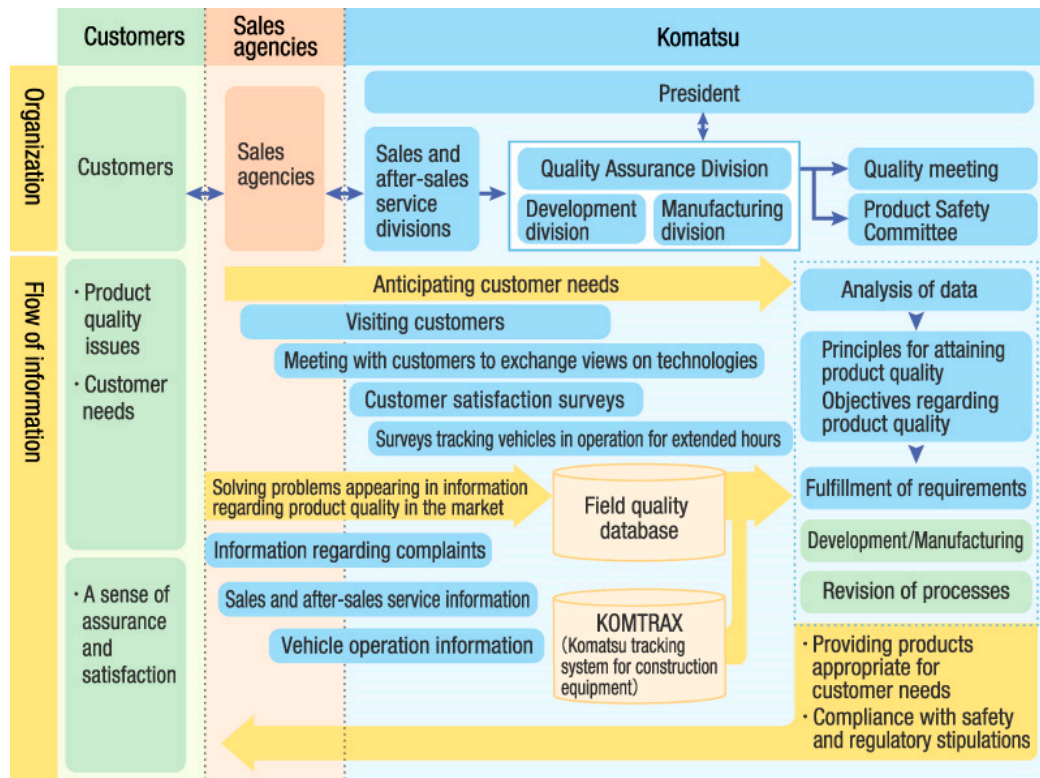 Customers
Sales
agencies
Komatsu
Organization
Customers
Sales
agencies
President
Sales and
after-sales
service
divisions
Quality Assurance Division
Development
division
Manufacturing
division
Quality meeting
Product Safety
Committee
Flow of information
· Product
quality
issues
· Customer
needs
Anticipating customer needs
Visiting customers
Meeting with customers to exchange views on technologies
Customer satisfaction surveys
Surveys tracking vehicles in operation for extended hours
Analysis of data
Principles for attaining
product quality
Objectives regarding
product quality
Fulfillment of requirements
Development/Manufacturing
Revision of processes
Solving problems appearing in information
regarding product quality in the market
Field quality
database
Information regarding complaints
Sales and after-sales service information
Vehicle operation information
KOMTRAX
(Komatsu tracking
system for construction
equipment)
· A sense of
assurance
and
satisfaction
· Providing products
appropriate for
customer needs
· Compliance with safety
and regulatory stipulations